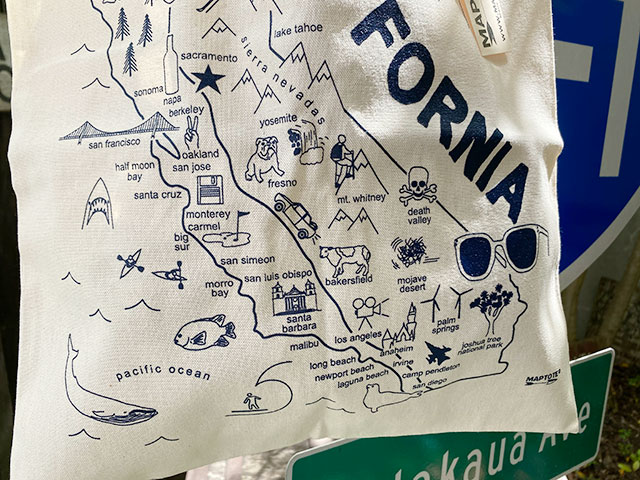 MAPTOTE
www.
FORNIA
lake tahoe
sierra nevadas
sacramento
sonoma
napa
berkeley
yosemite
san francisco
oakland
san jose
half moon
bay
fresno
mt. whitney
santa cruz
death
valley
monterey
carmel
big
sur
san simeon
san luis obispo
bakersfield
mojave
desert
morro
bay
santa
barbara
palm
springs
malibu
los angeles
joshua tree
national park
anaheim
pacific ocean
long beach
irvine
newport beach
camp pendleton
laguna beach
san diego
MAPTOTE
akaua Ave